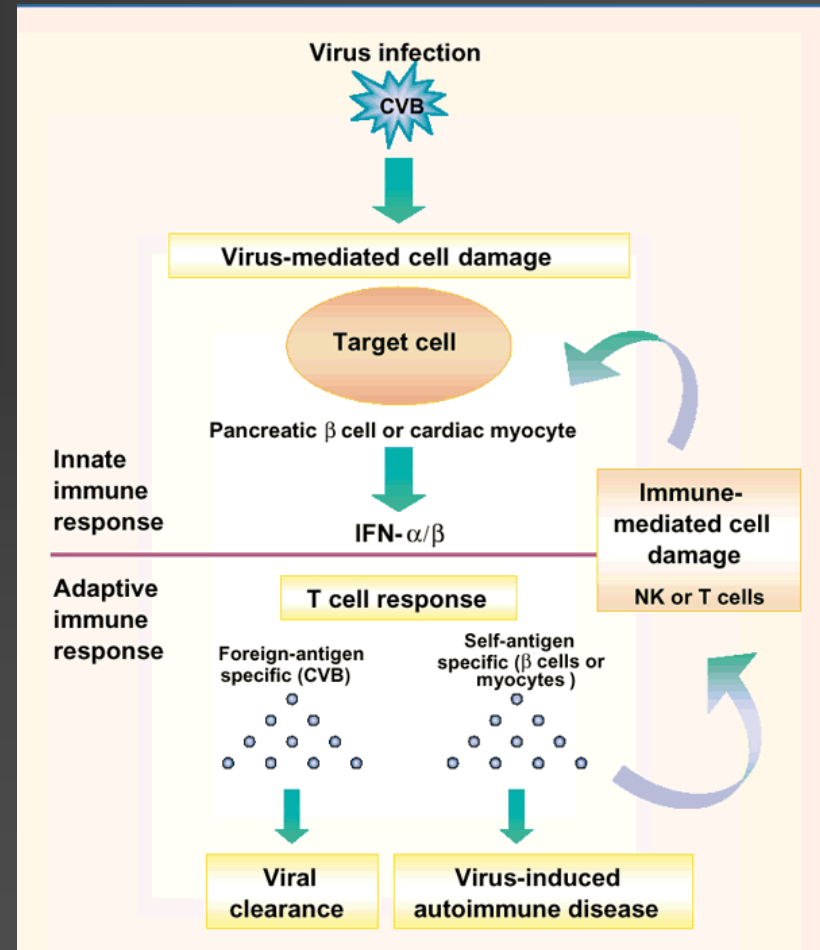 Virus infection
CVB
Virus-mediated cell damage
Target cell
Pancreatic β cell or cardiac myocyte
Innate
immune
response
IFN- α/β
Immune-
mediated cell
damage
NK or T cells
Adaptive
immune
response
T cell response
Foreign-antigen
specific (CVB)
Self-antigen
specific (β cells or
myocytes )
Viral
clearance
Virus-induced
autoimmune disease